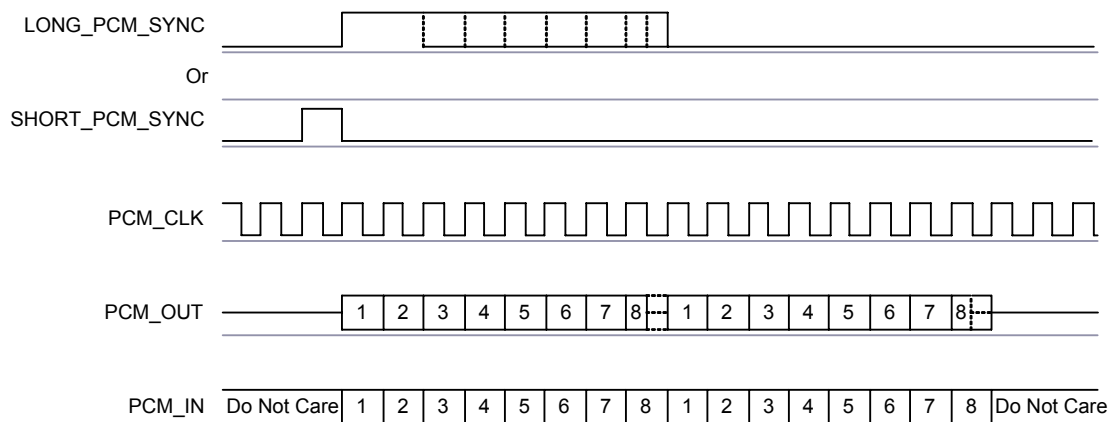 LONG_PCM_SYNC
Or
SHORT_PCM_SYNC
PCM_CLK
PCM_OUT 1 2 3 4 5 6 7 8 1 2 3 4 5 6 7 8
PCM_IN Do Not Care 1 2 3 4 5 6 7 8 1 2 3 4 5 6 7 8 Do Not Care